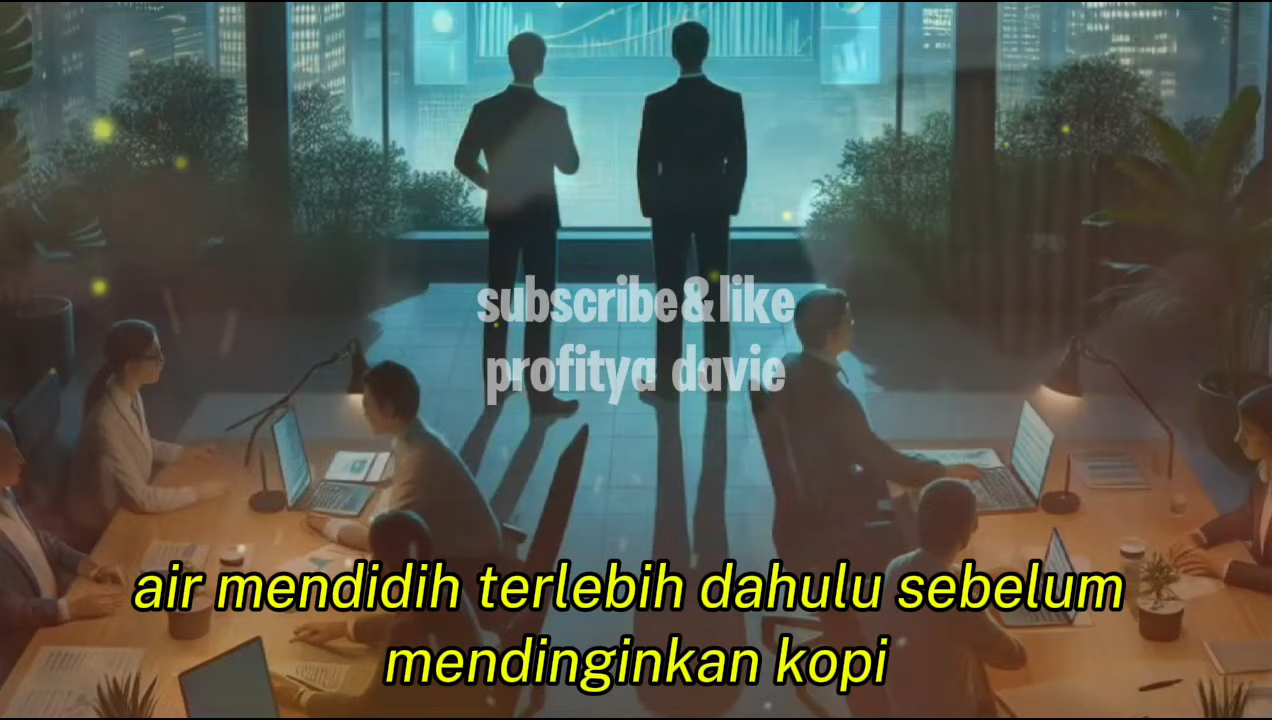 subscribe&like
profitya davie
air mendidih terlebih dahulu sebelum
mendinginkan kopi